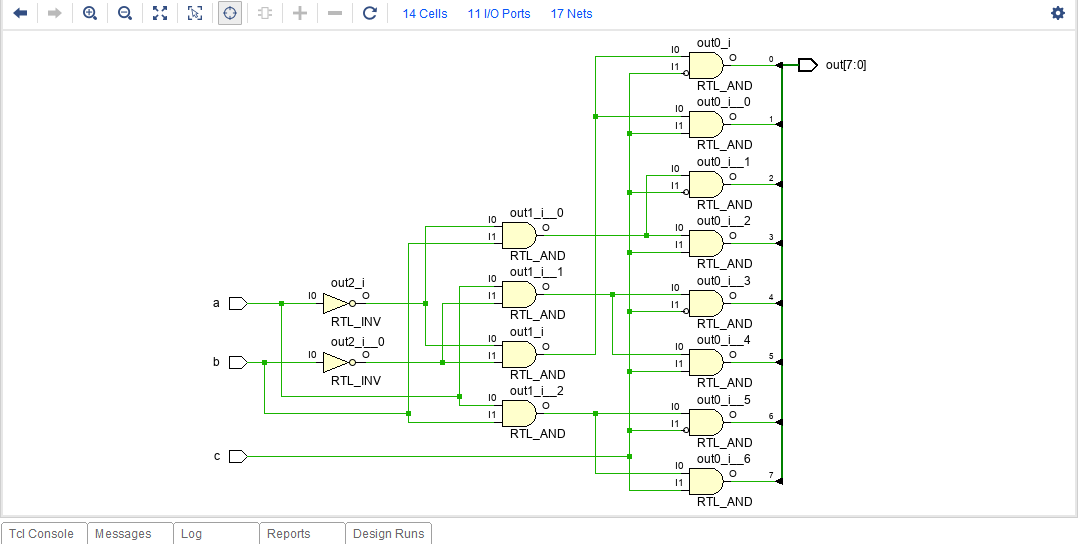 14 Cells 11 I/O Ports 17 Nets
out0_i
I0 O 0
I1
RTL_AND
out[7:0]
out0_i__0
I0 O 1
I1
RTL_AND
out0_i__1
I0 O 2
I1
RTL_AND
out1_i__0
I0 O
I1
RTL_AND
out0_i__2
I0 O 3
I1
RTL_AND
out1_i__1
I0 O
I1
RTL_AND
out0_i__3
I0 O 4
I1
RTL_AND
a
out2_i
I0 O
RTL_INV
out1_i
I0 O
I1
RTL_AND
out0_i__4
I0 O 5
I1
RTL_AND
b
out2_i__0
I0 O
RTL_INV
out1_i__2
I0 O
I1
RTL_AND
out0_i__5
I0 O 6
I1
RTL_AND
c
out0_i__6
I0 O 7
I1
RTL_AND
Tcl Console Messages Log Reports Design Runs